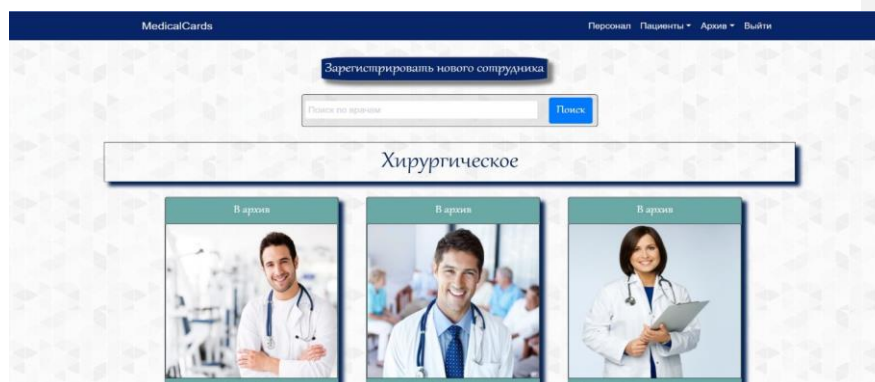 MedicalCards Персонал Пациенты Архив Выйти
Зарегистрировать нового сотрудника
Поиск по врачам Поиск
Хирургическое
В архив В архив В архив